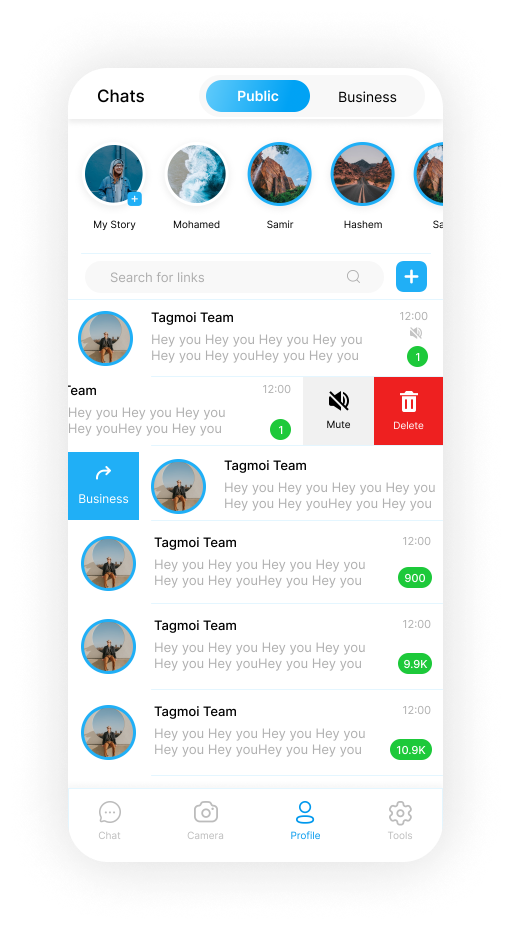 Chats
Public
Business
My Story
Mohamed
Samir
Hashem
Sa
Search for links
Tagmoi Team
12:00
Hey you Hey you Hey you Hey you
Hey you Hey youHey you Hey you
1
Team
12:00
Hey you Hey you Hey you
Hey youHey you Hey you
1
Mute
Delete
Business
Tagmoi Team
Hey you Hey you Hey you Hey you
Hey you Hey youHey you Hey you
Tagmoi Team
12:00
Hey you Hey you Hey you Hey you
Hey you Hey youHey you Hey you
900
Tagmoi Team
12:00
Hey you Hey you Hey you Hey you
Hey you Hey youHey you Hey you
9.9K
Tagmoi Team
12:00
Hey you Hey you Hey you Hey you
Hey you Hey youHey you Hey you
10.9K
Chat
Camera
Profile
Tools